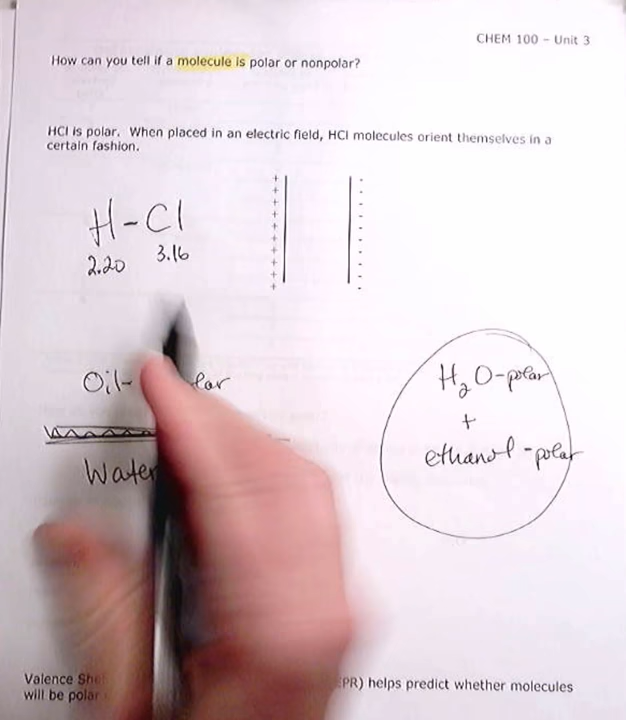 CHEM 100 – Unit 3
How can you tell if a molecule is polar or nonpolar?
HCl is polar. When placed in an electric field, HCl molecules orient themselves in a
certain fashion.
H-Cl
2.20 3.16
Oil-
H2O-polar
+
ethanol-polar
Water
Valence PR) helps predict whether molecules
will be polar